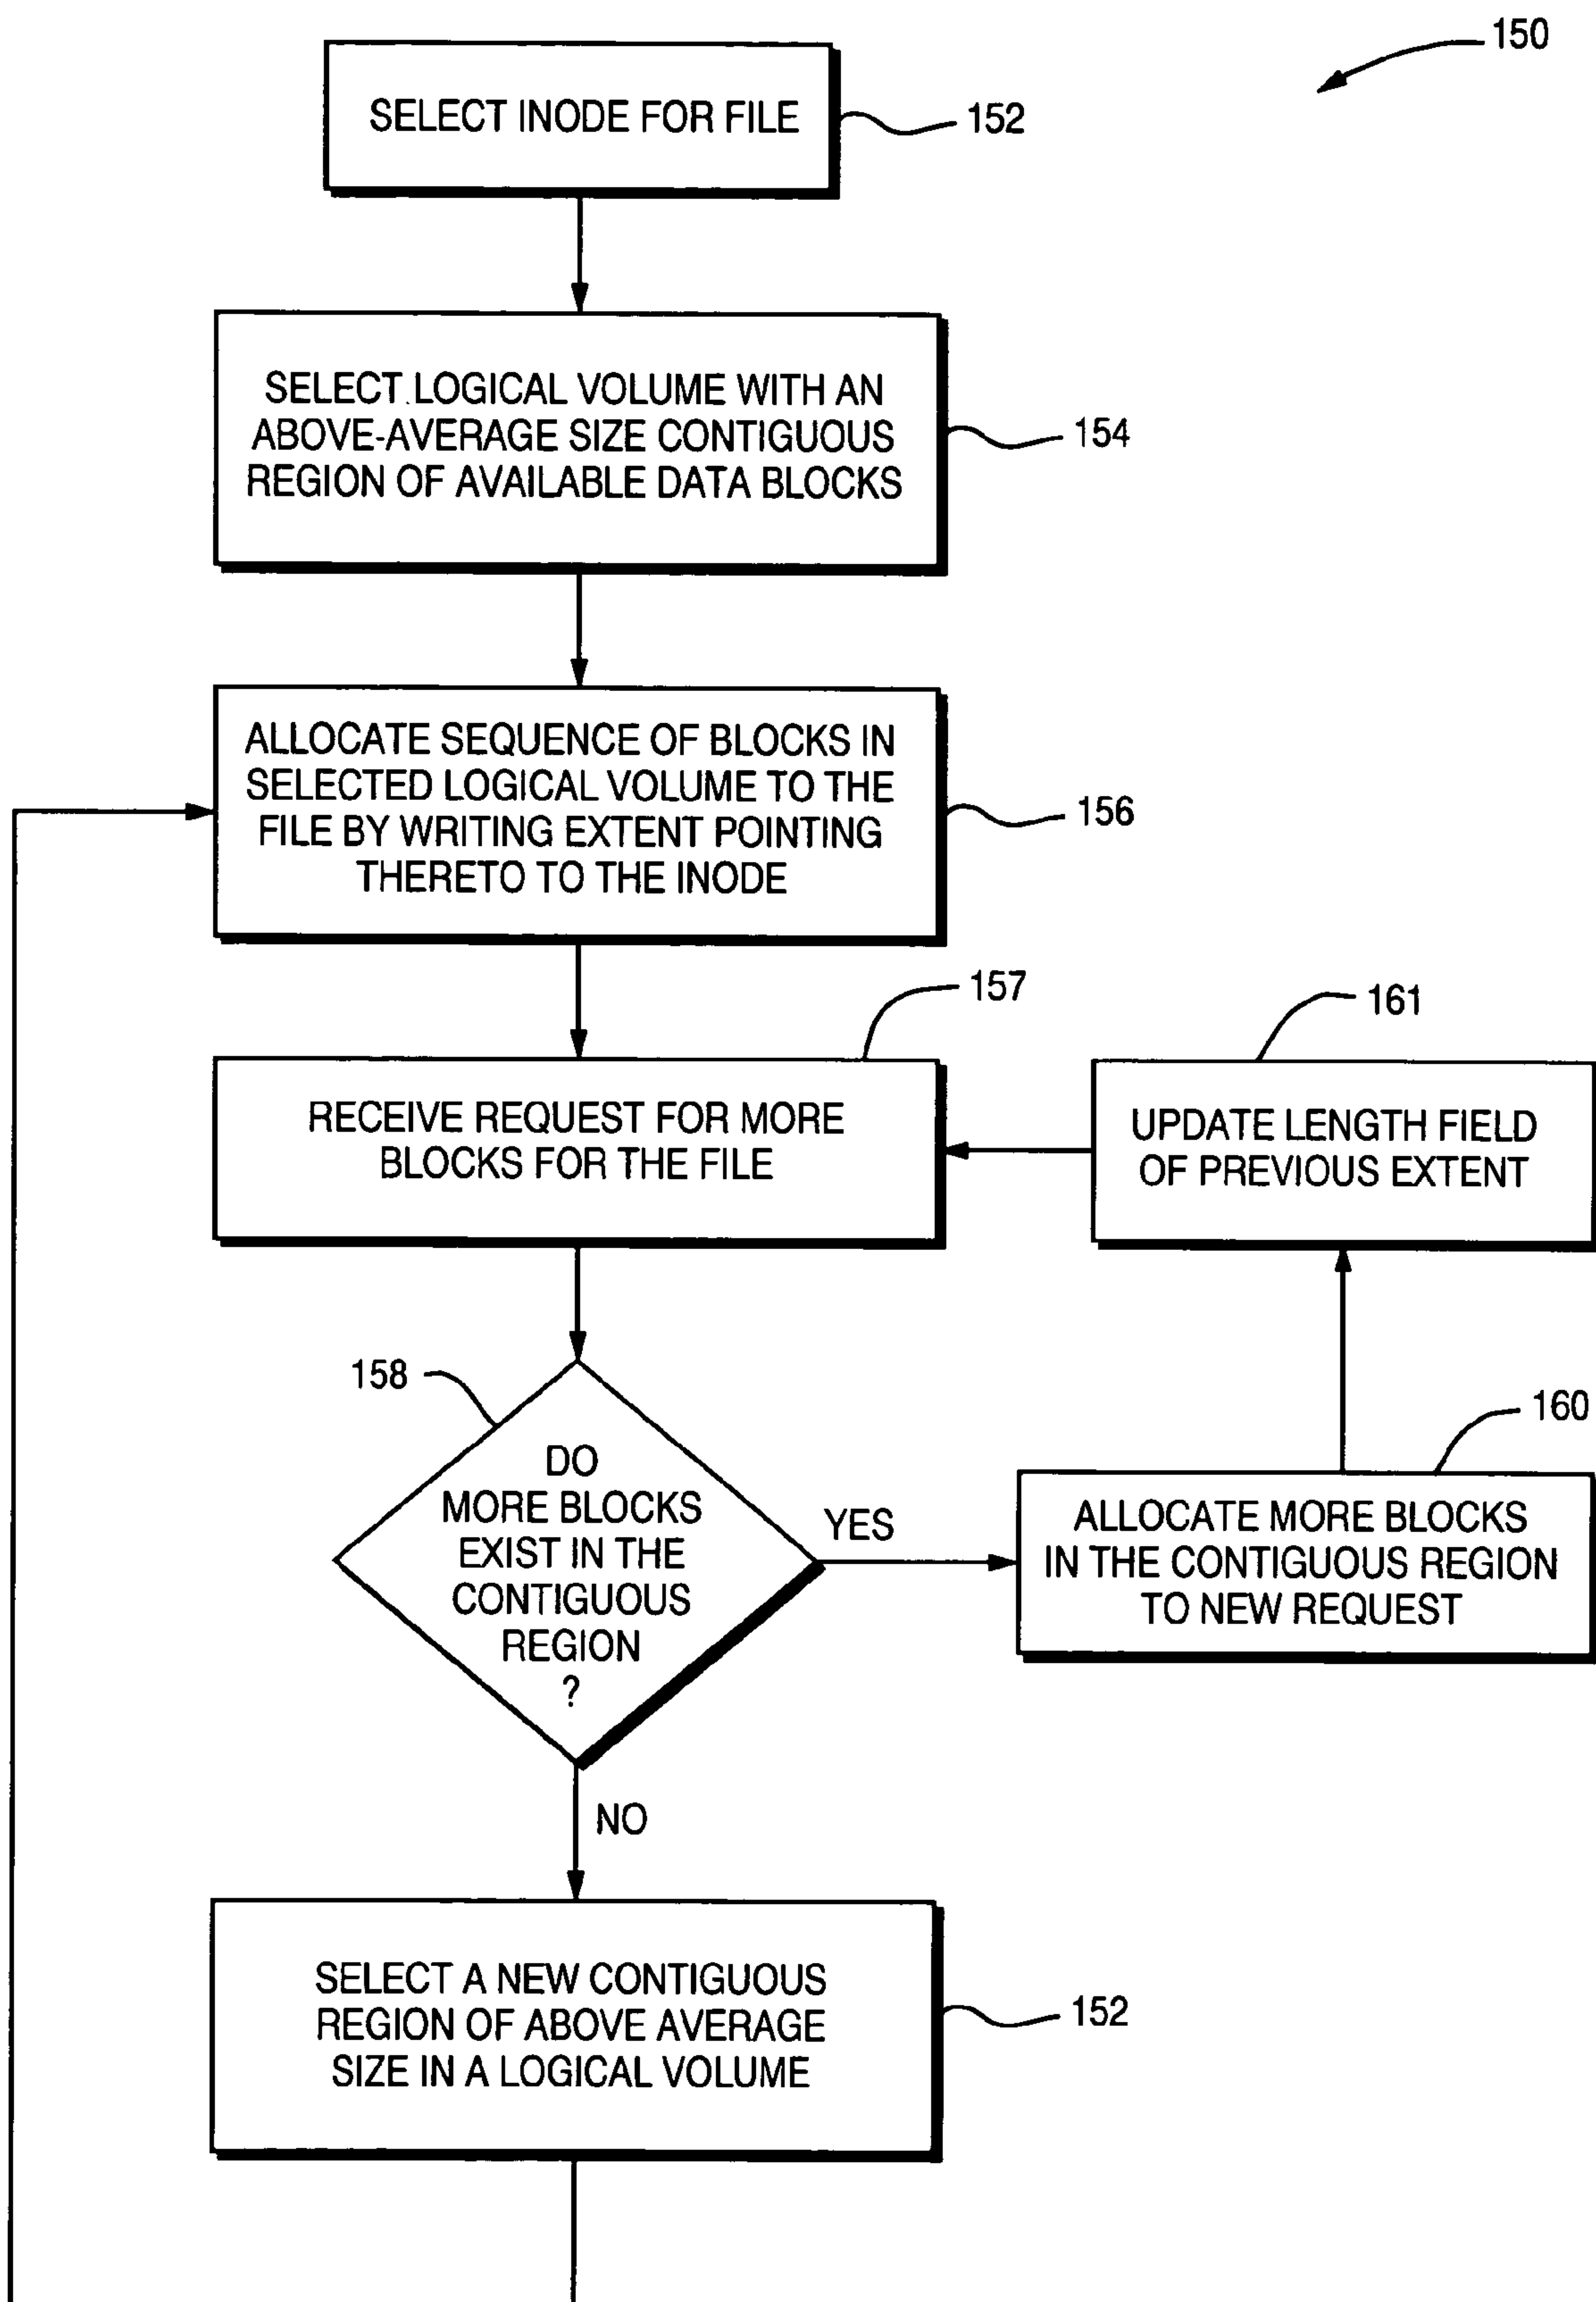 150
SELECT INODE FOR FILE
152
SELECT LOGICAL VOLUME WITH AN
ABOVE-AVERAGE SIZE CONTIGUOUS
REGION OF AVAILABLE DATA BLOCKS
154
ALLOCATE SEQUENCE OF BLOCKS IN
SELECTED LOGICAL VOLUME TO THE
FILE BY WRITING EXTENT POINTING
THERETO TO THE INODE
156
157
RECEIVE REQUEST FOR MORE
BLOCKS FOR THE FILE
161
UPDATE LENGTH FIELD
OF PREVIOUS EXTENT
158
DO
MORE BLOCKS
EXIST IN THE
CONTIGUOUS
REGION
?
YES
160
ALLOCATE MORE BLOCKS
IN THE CONTIGUOUS REGION
TO NEW REQUEST
NO
SELECT A NEW CONTIGUOUS
REGION OF ABOVE AVERAGE
SIZE IN A LOGICAL VOLUME
152